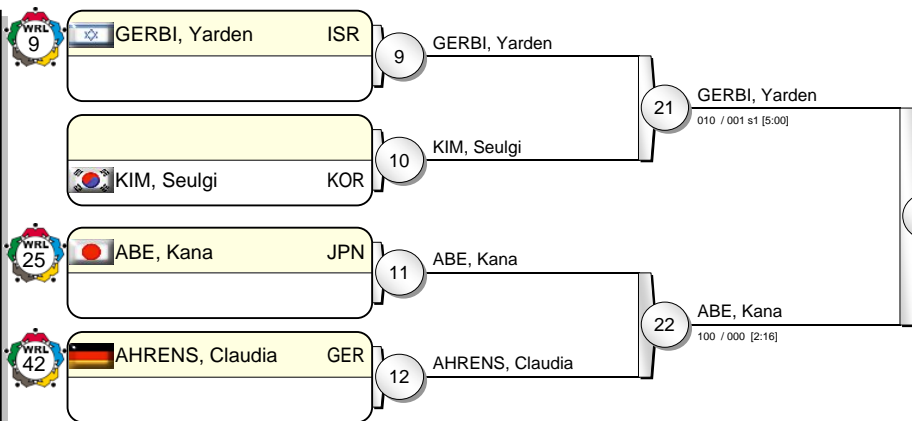 WRL
9
GERBI, Yarden ISR
9
GERBI, Yarden
21
GERBI, Yarden
010 / 001 s1 [5:00]
KIM, Seulgi KOR
10
KIM, Seulgi
WRL
25
ABE, Kana JPN
11
ABE, Kana
22
ABE, Kana
100 / 000 [2:16]
WRL
42
AHRENS, Claudia GER
12
AHRENS, Claudia